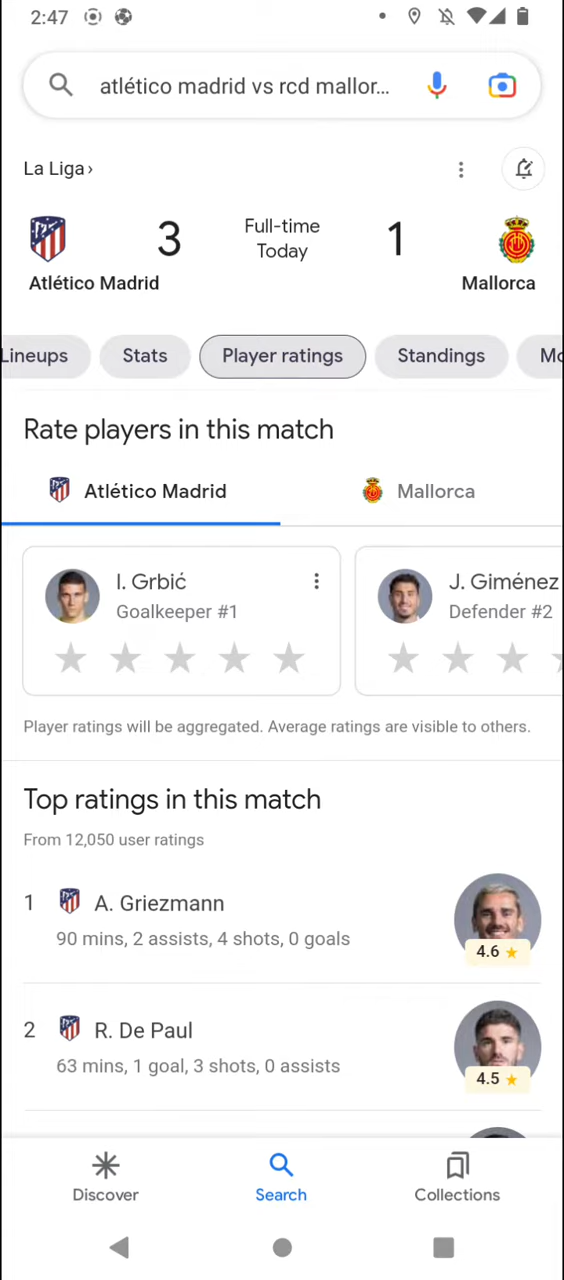 2:47
atlético madrid vs rcd mallor...
La Liga ›
3
Full-time
Today
1
Atlético Madrid
Mallorca
Lineups
Stats
Player ratings
Standings
Mo
Rate players in this match
Atlético Madrid
Mallorca
I. Grbić
Goalkeeper #1
J. Giménez
Defender #2
Player ratings will be aggregated. Average ratings are visible to others.
Top ratings in this match
From 12,050 user ratings
1 A. Griezmann
90 mins, 2 assists, 4 shots, 0 goals
4.6
2 R. De Paul
63 mins, 1 goal, 3 shots, 0 assists
4.5
Discover
Search
Collections